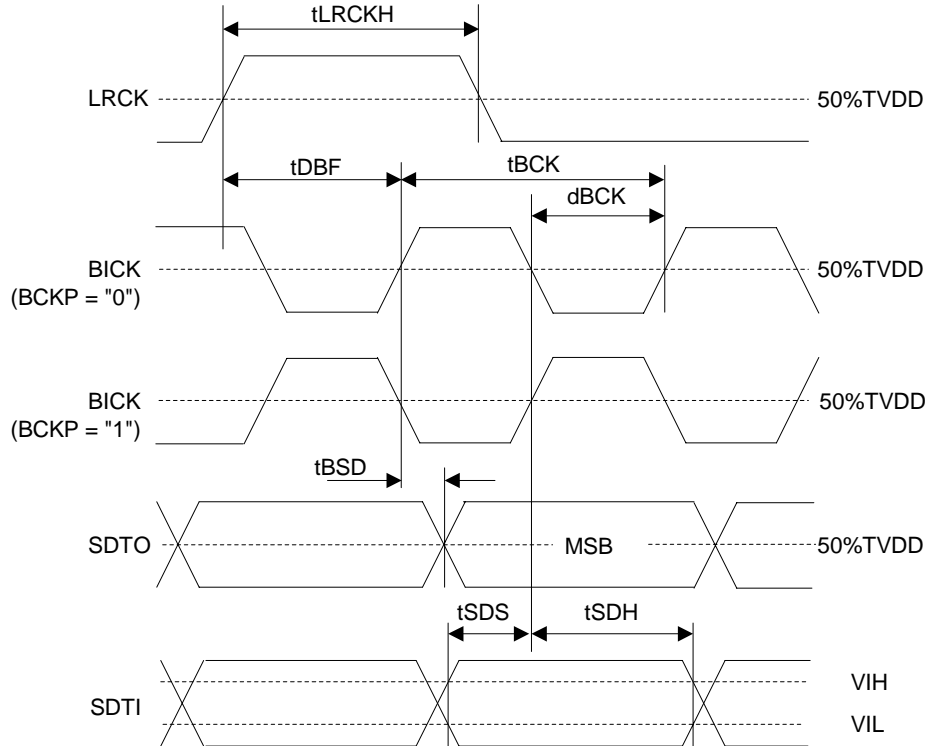 tLRCKH
LRCK
50%TVDD
tDBF
tBCK
dBCK
BICK
(BCKP = "0")
50%TVDD
BICK
(BCKP = "1")
50%TVDD
tBSD
SDTO
MSB
50%TVDD
tSDS
tSDH
SDTI
VIH
VIL